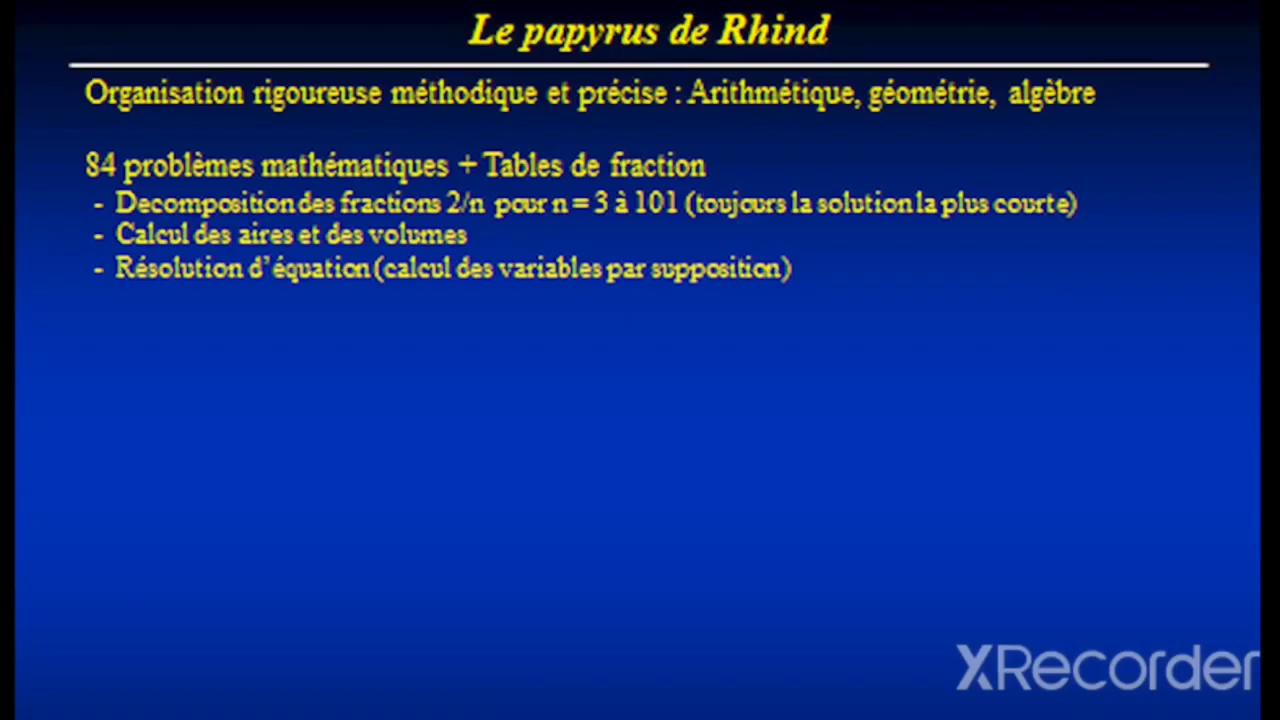 Le papyrus de Rhind
Organisation rigoureuse méthodique et précise : Arithmétique, géométrie, algèbre
84 problèmes mathématiques + Tables de fraction
- Decomposition des fractions 2/n pour n = 3 à 101 (toujours la solution la plus courte)
- Calcul des aires et des volumes
- Résolution d'équation (calcul des variables par supposition)
XRecorder